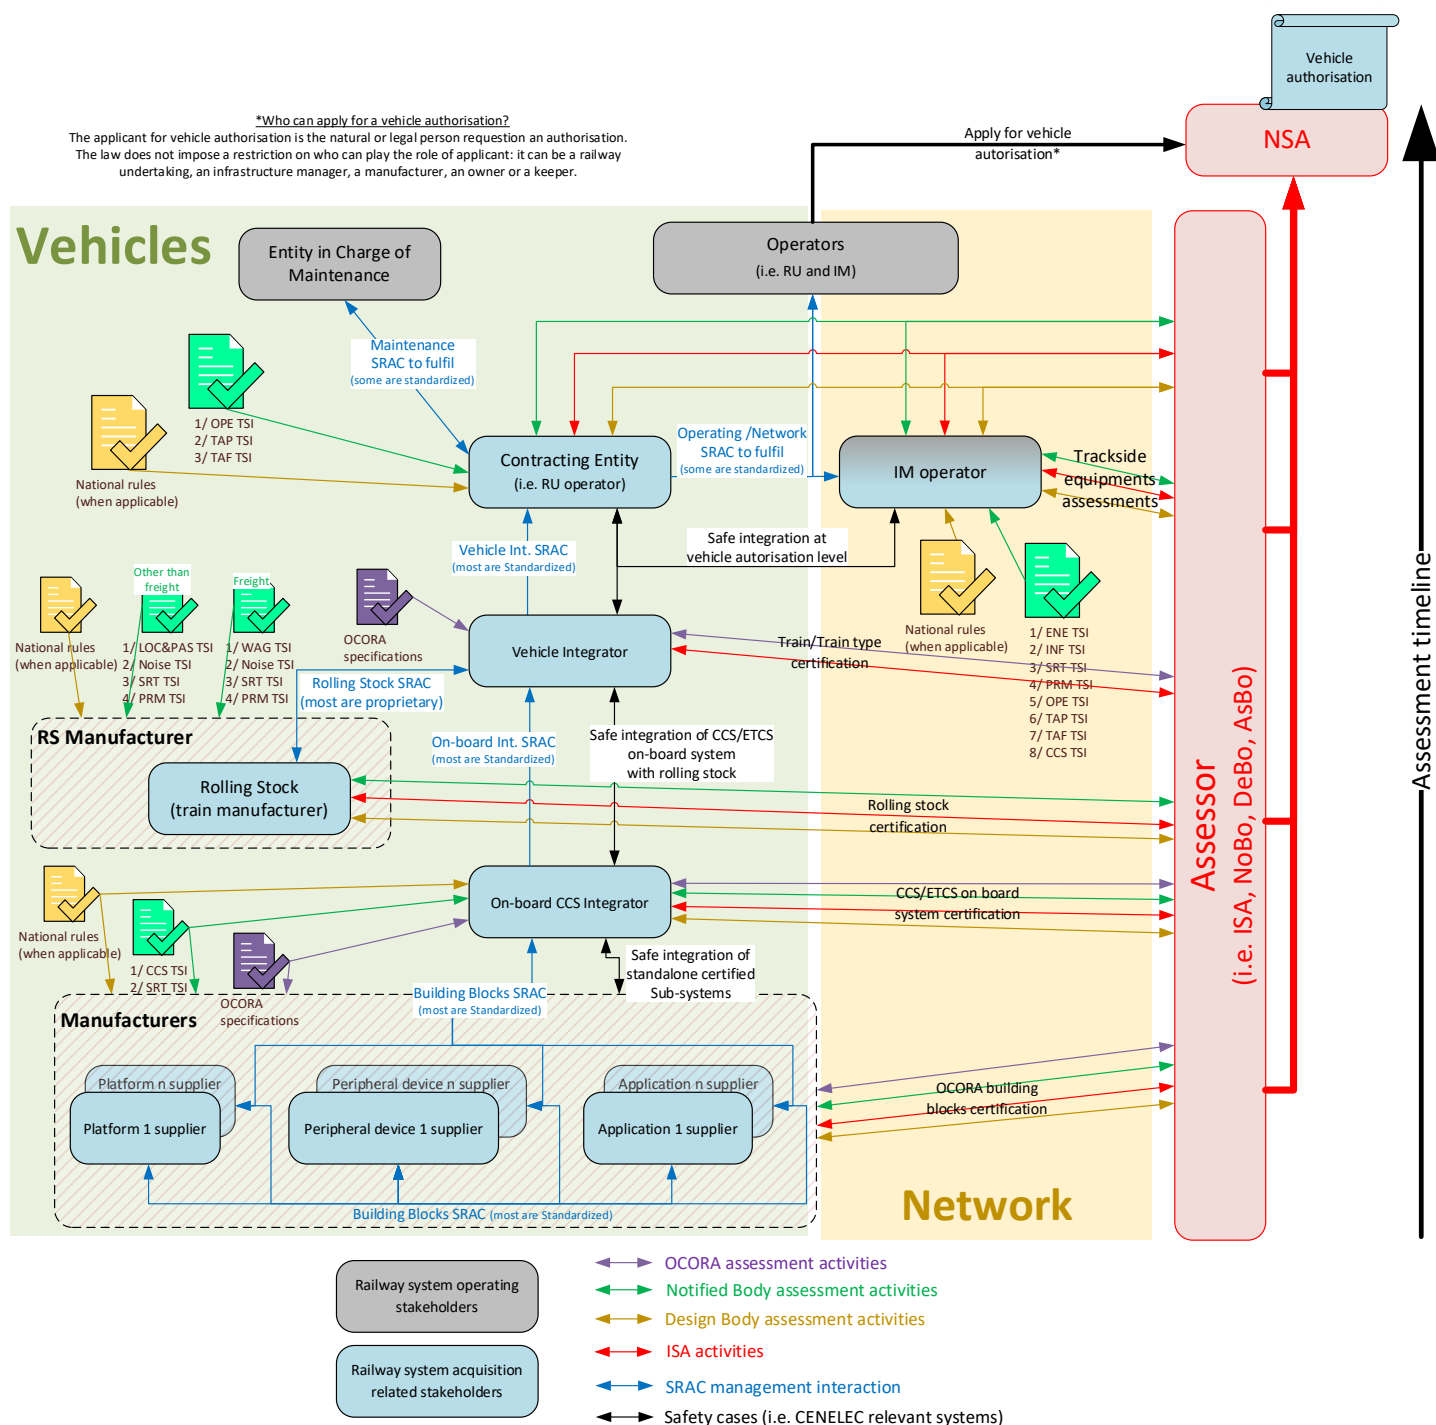 Vehicle
authorisation
*Who can apply for a vehicle authorisation?
The applicant for vehicle authorisation is the natural or legal person requestion an authorisation.
The law does not impose a restriction on who can play the role of applicant: it can be a railway
undertaking, an infrastructure manager, a manufacturer, an owner or a keeper.
Apply for vehicle
autorisation*
NSA
Vehicles
Entity in Charge of
Maintenance
Operators
(i.e. RU and IM)
Maintenance
SRAC to fulfil
(some are standardized)
1/ OPE TSI
2/ TAP TSI
3/ TAF TSI
National rules
(when applicable)
Contracting Entity
(i.e. RU operator)
Operating /Network
SRAC to fulfil
(some are standardized)
IM operator
Trackside
equipments
assessments
Safe integration at
vehicle autorisation level
Vehicle Int. SRAC
(most are Standardized)
Other than
freight
Freight
National rules
(when applicable)
1/ LOC&PAS TSI
2/ Noise TSI
3/ SRT TSI
4/ PRM TSI
1/ WAG TSI
2/ Noise TSI
3/ SRT TSI
4/ PRM TSI
OCORA
specifications
Vehicle Integrator
National rules
(when applicable)
1/ ENE TSI
2/ INF TSI
3/ SRT TSI
4/ PRM TSI
5/ OPE TSI
6/ TAP TSI
7/ TAF TSI
8/ CCS TSI
Train/Train type
certification
Rolling Stock SRAC
(most are proprietary)
RS Manufacturer
Rolling Stock
(train manufacturer)
On-board Int. SRAC
(most are Standardized)
Safe integration of CCS/ETCS
on-board system
with rolling stock
Rolling stock
certification
Assessor
(i.e. ISA, NoBo, DeBo, AsBo)
Assessment timeline
National rules
(when applicable)
1/ CCS TSI
2/ SRT TSI
OCORA
specifications
On-board CCS Integrator
CCS/ETCS on board
system certification
Safe integration of
standalone certified
Sub-systems
Building Blocks SRAC
(most are Standardized)
Manufacturers
Platform n supplier
Platform 1 supplier
Peripheral device n supplier
Peripheral device 1 supplier
Application n supplier
Application 1 supplier
OCORA building
blocks certification
Building Blocks SRAC (most are Standardized)
Network
Railway system operating
stakeholders
Railway system acquisition
related stakeholders
OCORA assessment activities
Notified Body assessment activities
Design Body assessment activities
ISA activities
SRAC management interaction
Safety cases (i.e. CENELEC relevant systems)